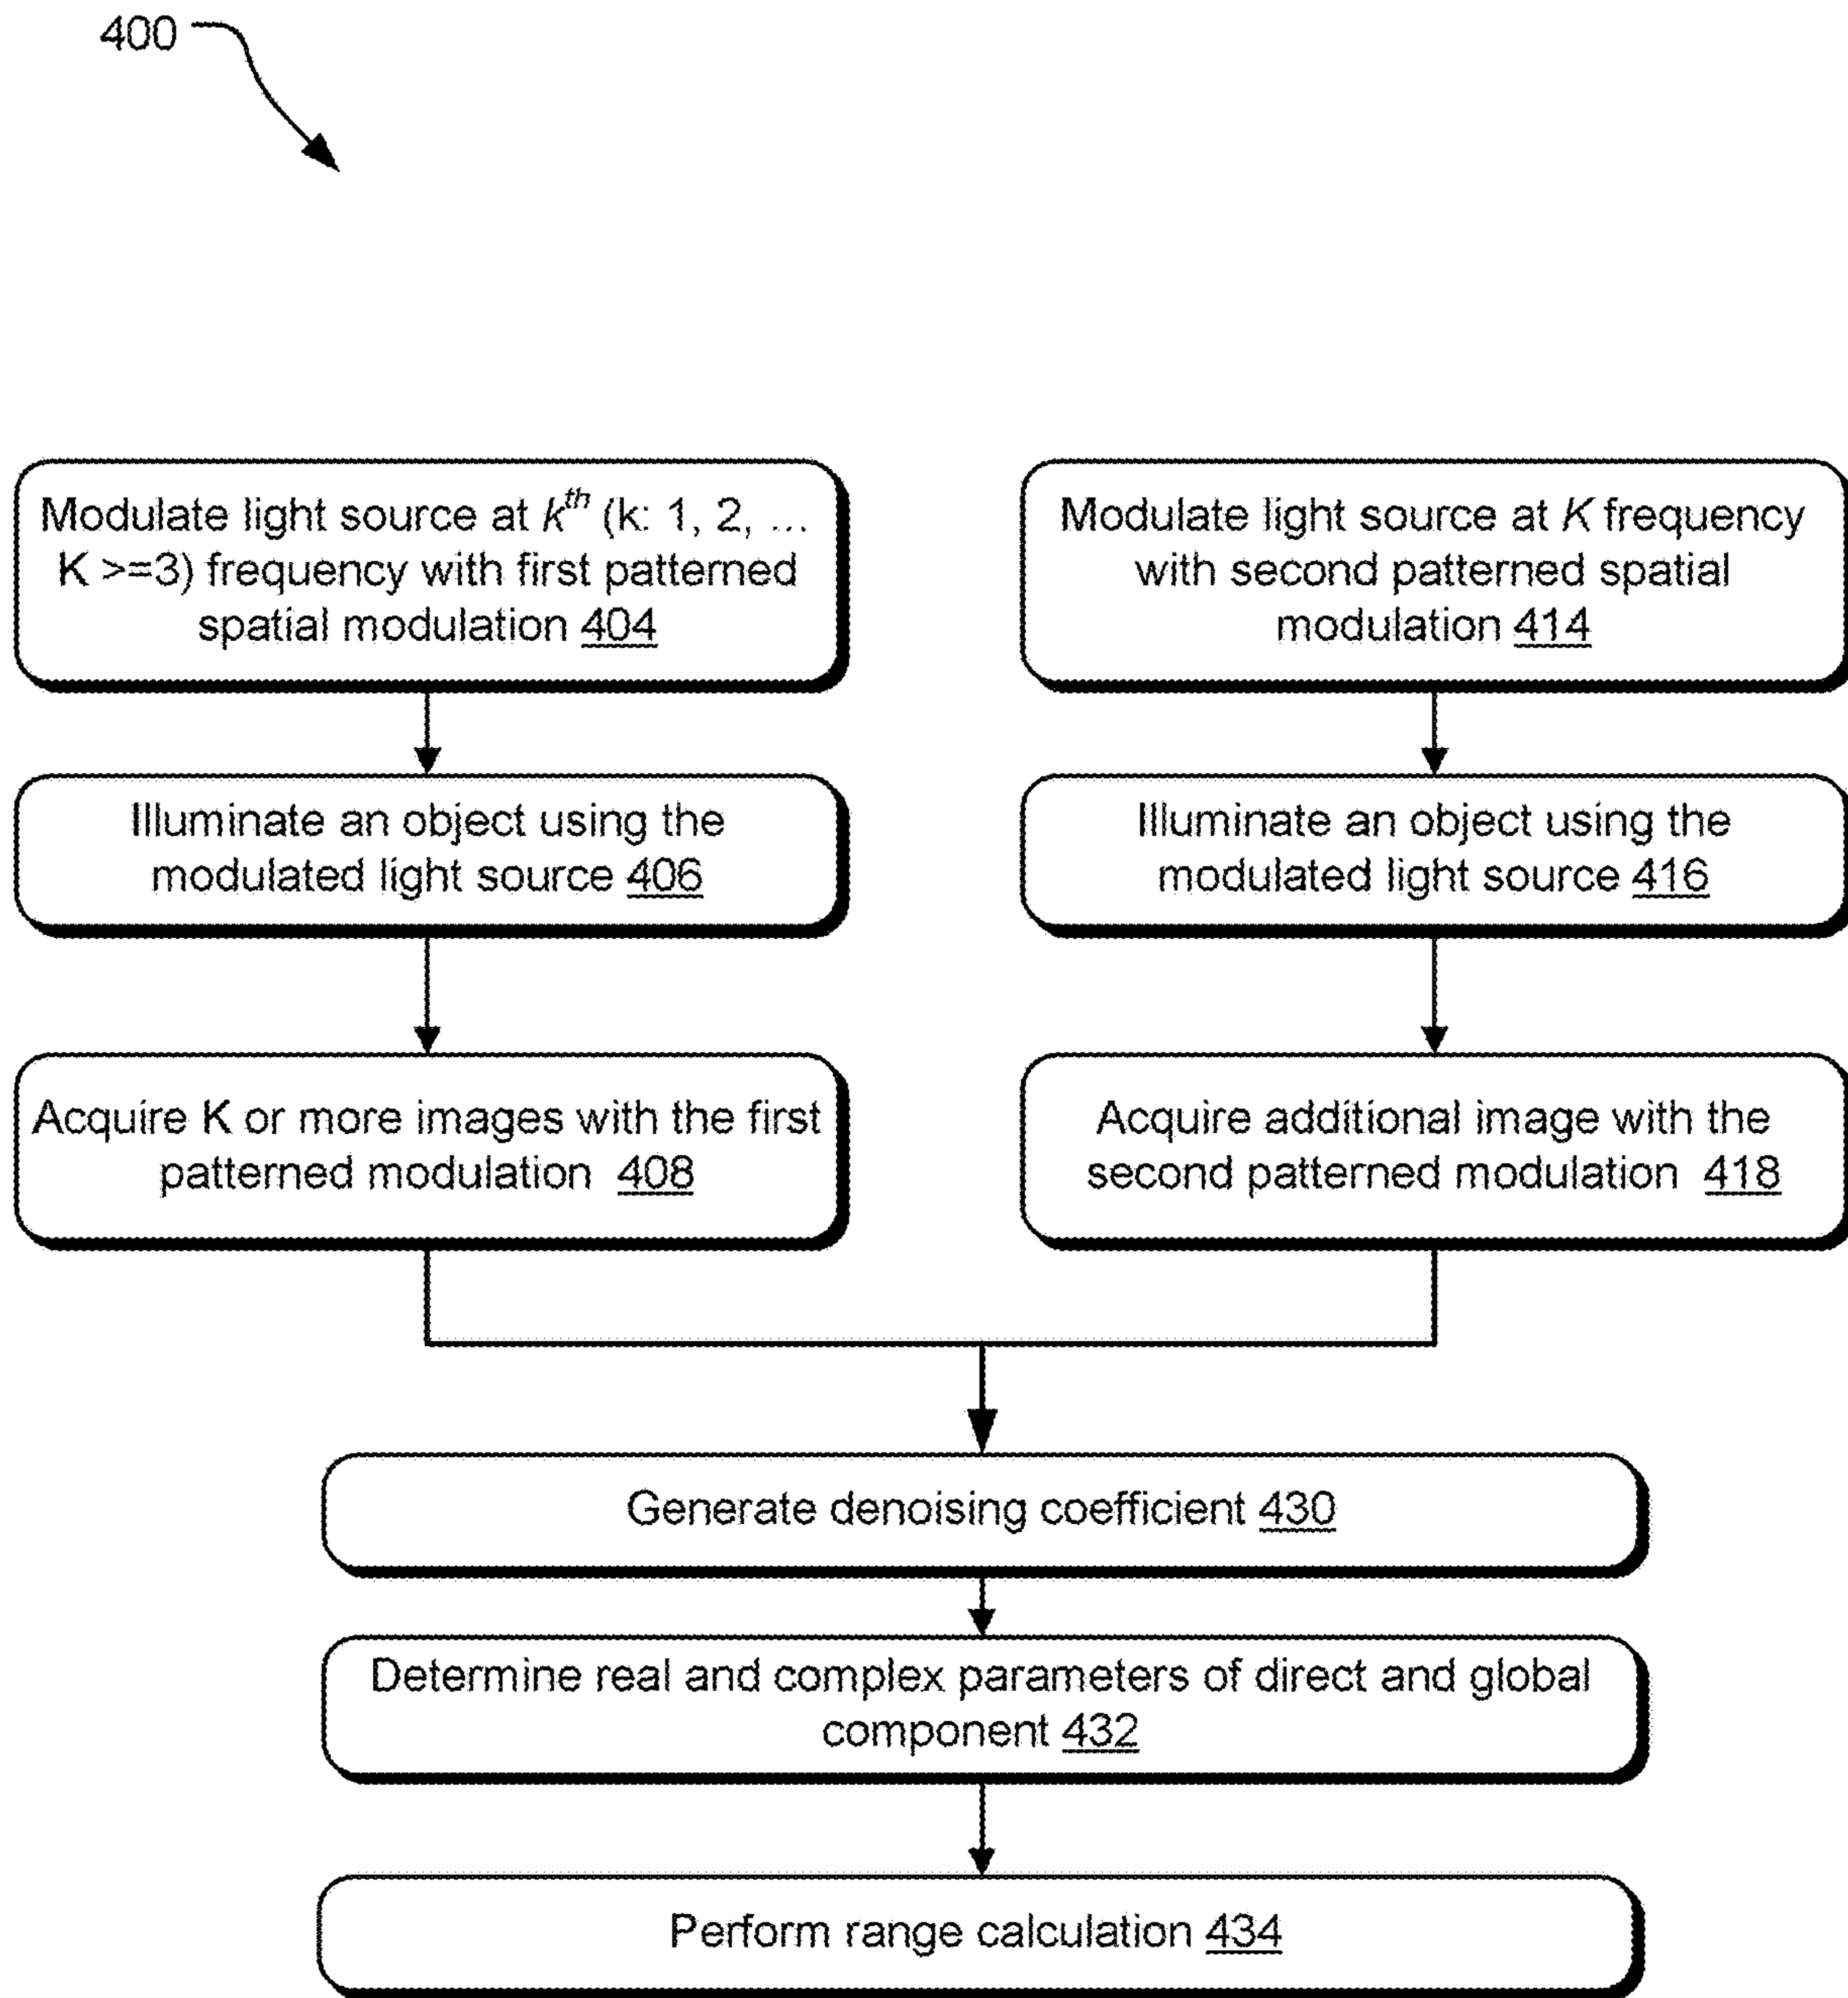 400
Modulate light source at kth (k: 1, 2, ...
K >=3) frequency with first patterned
spatial modulation 404
Modulate light source at K frequency
with second patterned spatial
modulation 414
Illuminate an object using the
modulated light source 406
Illuminate an object using the
modulated light source 416
Acquire K or more images with the first
patterned modulation 408
Acquire additional image with the
second patterned modulation 418
Generate denoising coefficient 430
Determine real and complex parameters of direct and global
component 432
Perform range calculation 434